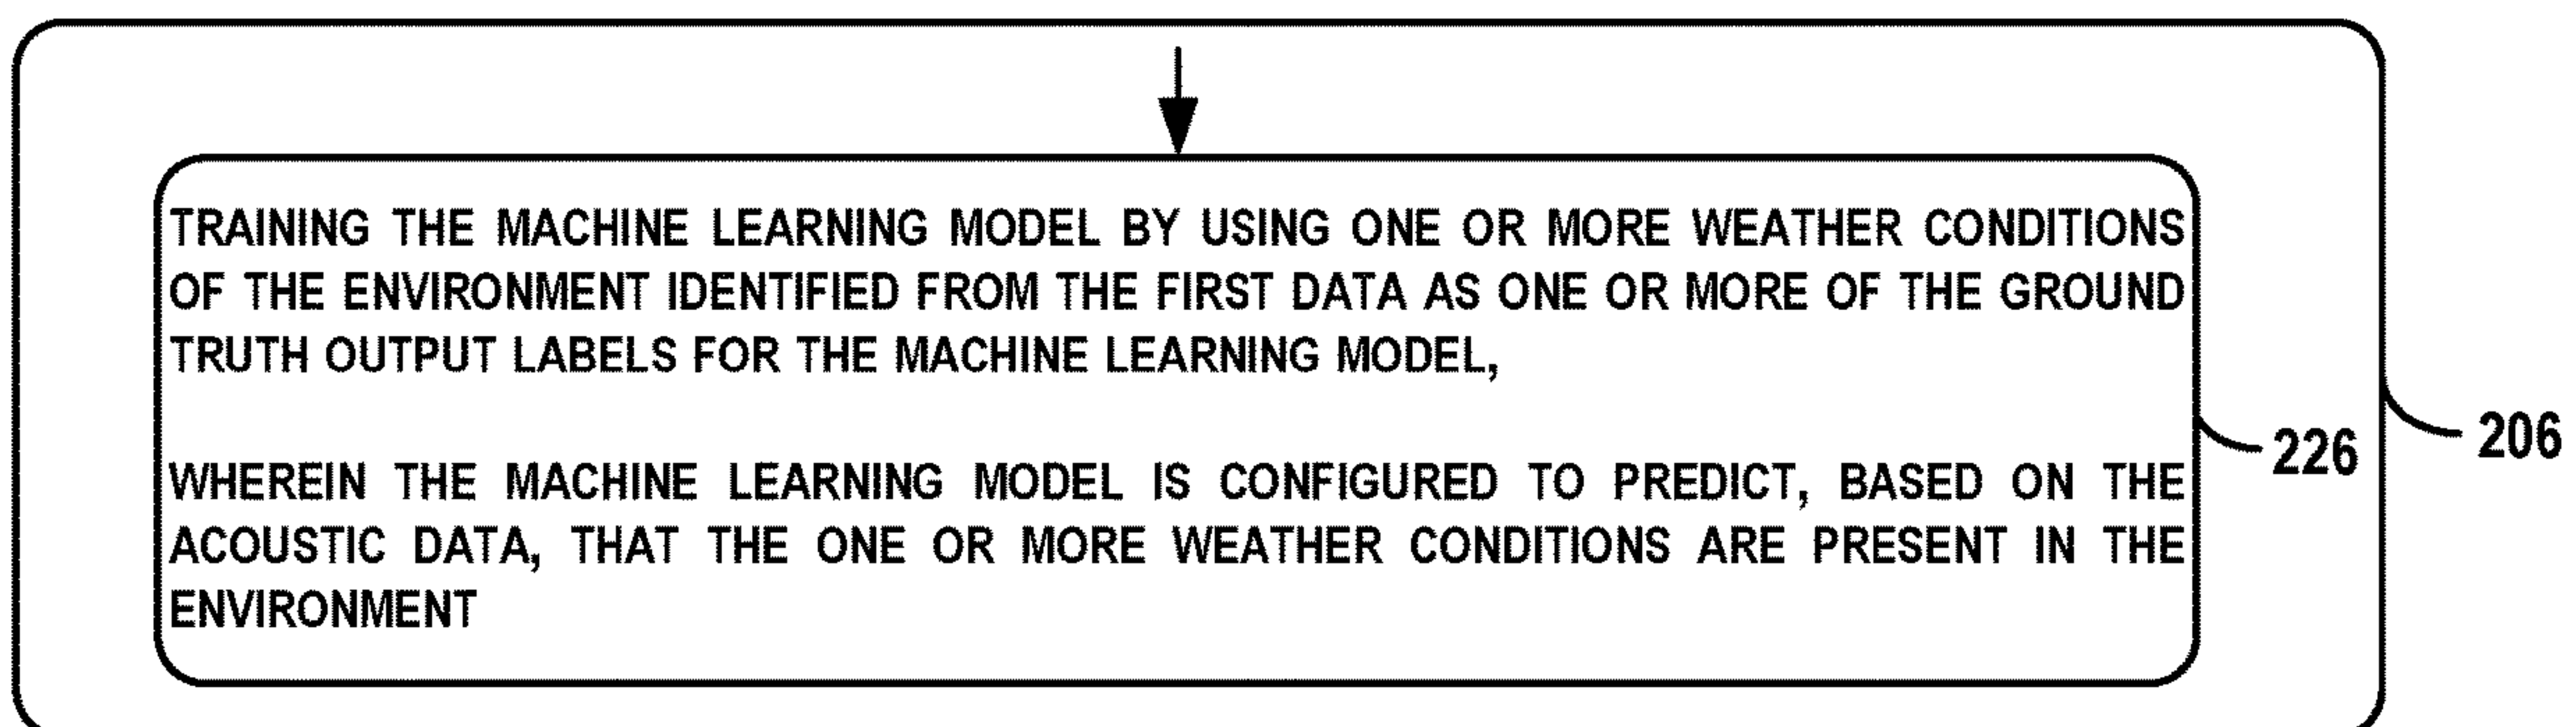 TRAINING THE MACHINE LEARNING MODEL BY USING ONE OR MORE WEATHER CONDITIONS
OF THE ENVIRONMENT IDENTIFIED FROM THE FIRST DATA AS ONE OR MORE OF THE GROUND
TRUTH OUTPUT LABELS FOR THE MACHINE LEARNING MODEL,
WHEREIN THE MACHINE LEARNING MODEL IS CONFIGURED TO PREDICT, BASED ON THE
ACOUSTIC DATA, THAT THE ONE OR MORE WEATHER CONDITIONS ARE PRESENT IN THE
ENVIRONMENT
226
206